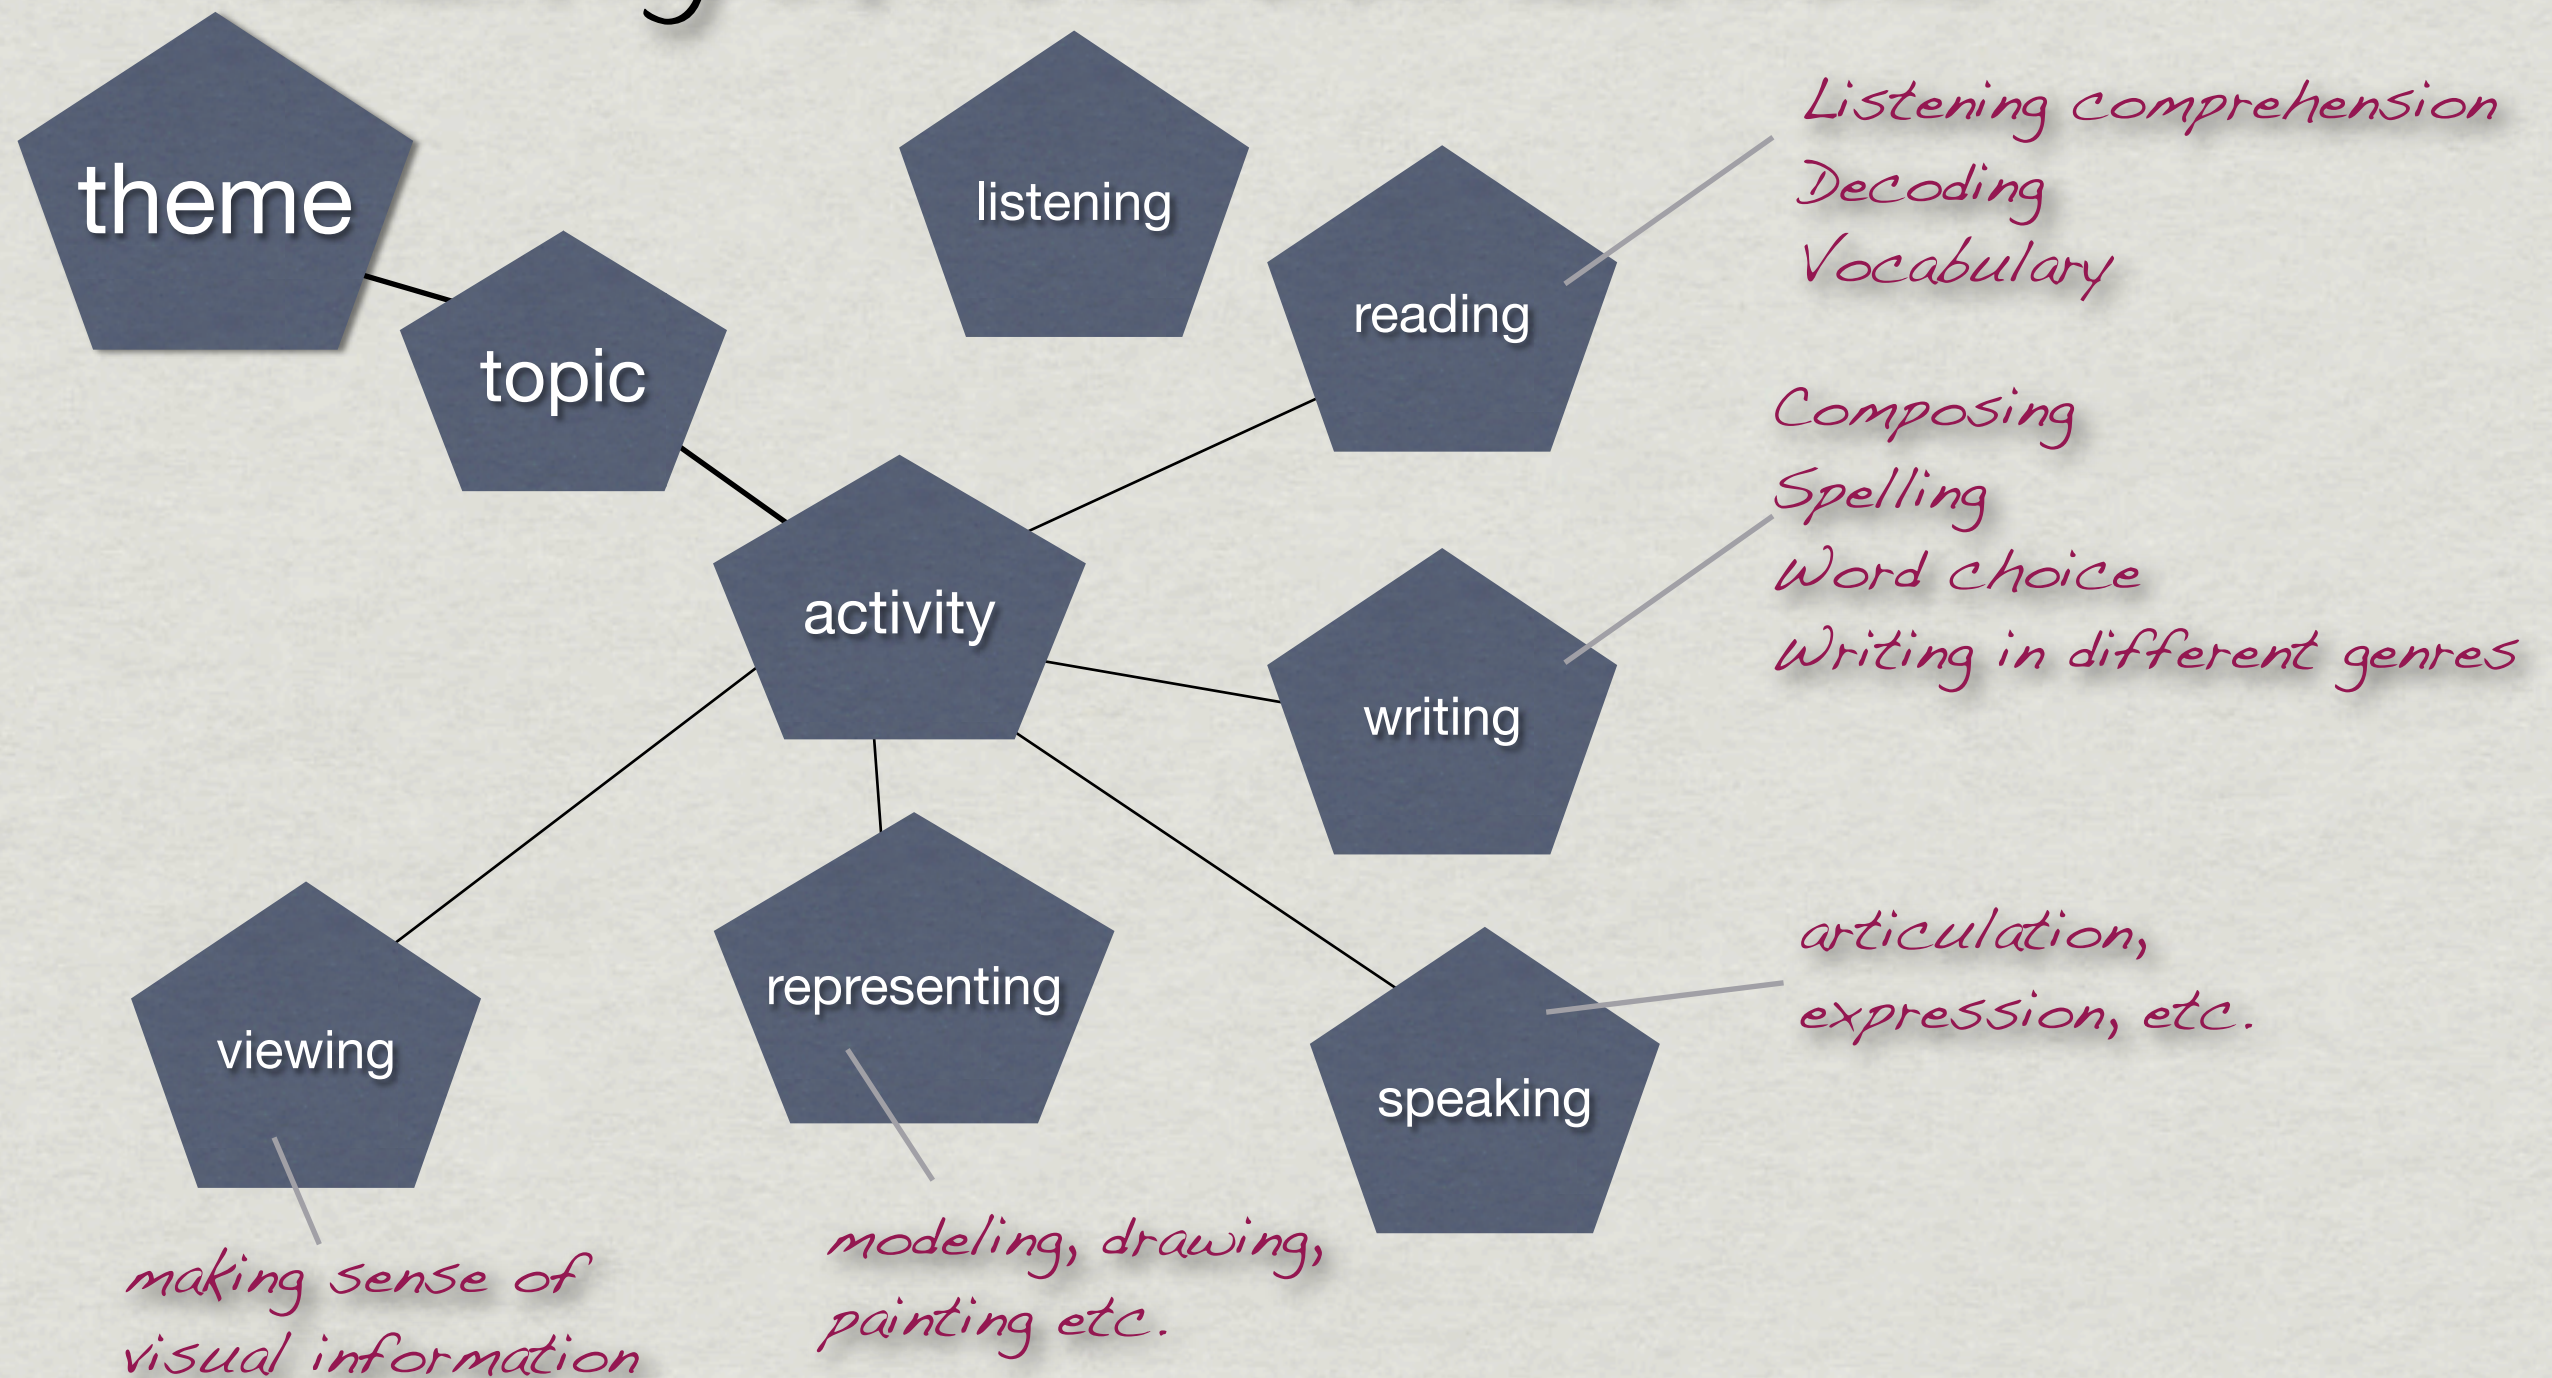 theme
topic
activity
listening
reading
Listening comprehension
Decoding
Vocabulary
writing
Composing
Spelling
Word choice
Writing in different genres
speaking
articulation,
expression, etc.
representing
modeling, drawing,
painting etc.
viewing
making sense of
visual information